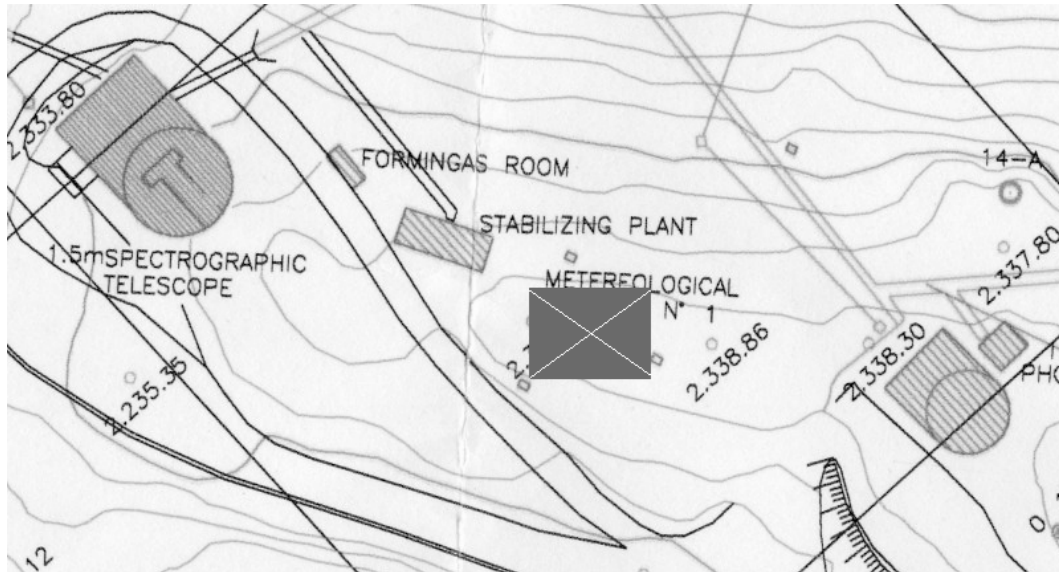 2.333.80
FORMINGAS ROOM
14-A
STABILIZING PLANT
1.5mSPECTROGRAPHIC
TELESCOPE
2.337.80
METEREOLOGICAL
N° 1
2.338.86
2.338.30
2.235.35
12